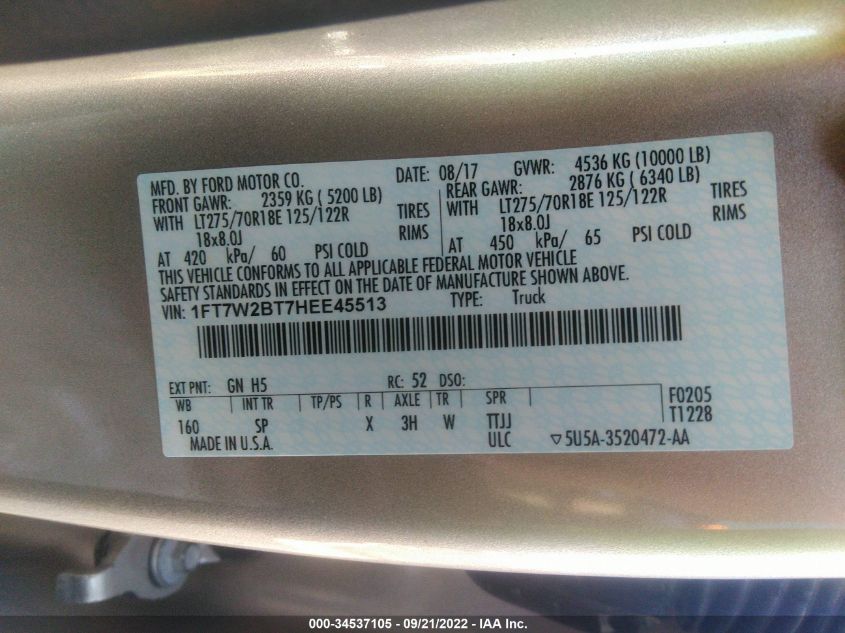 MFD. BY FORD MOTOR CO.
DATE: 08/17 GVWR: 4536 KG (10000 LB)
FRONT GAWR: 2359 KG ( 5200 LB)
WITH LT275/70R18E 125/122R TIRES
18x8.0J RIMS
AT 420 kPa/ 60 PSI COLD
REAR GAWR: 2876 KG ( 6340 LB)
WITH LT275/70R18E 125/122R TIRES
18x8.0J RIMS
AT 450 kPa/ 65 PSI COLD
THIS VEHICLE CONFORMS TO ALL APPLICABLE FEDERAL MOTOR VEHICLE
SAFETY STANDARDS IN EFFECT ON THE DATE OF MANUFACTURE SHOWN ABOVE.
VIN: 1FT7W2BT7HEE45513 TYPE: Truck
EXT PNT: GN H5 RC: 52 DSO:
WB INT TR TP/PS R AXLE TR SPR F0205
160 SP X 3H W TTJJ T1228
MADE IN U.S.A. ULC ▽5U5A-3520472-AA
000-34537105 - 09/21/2022 - IAA Inc.